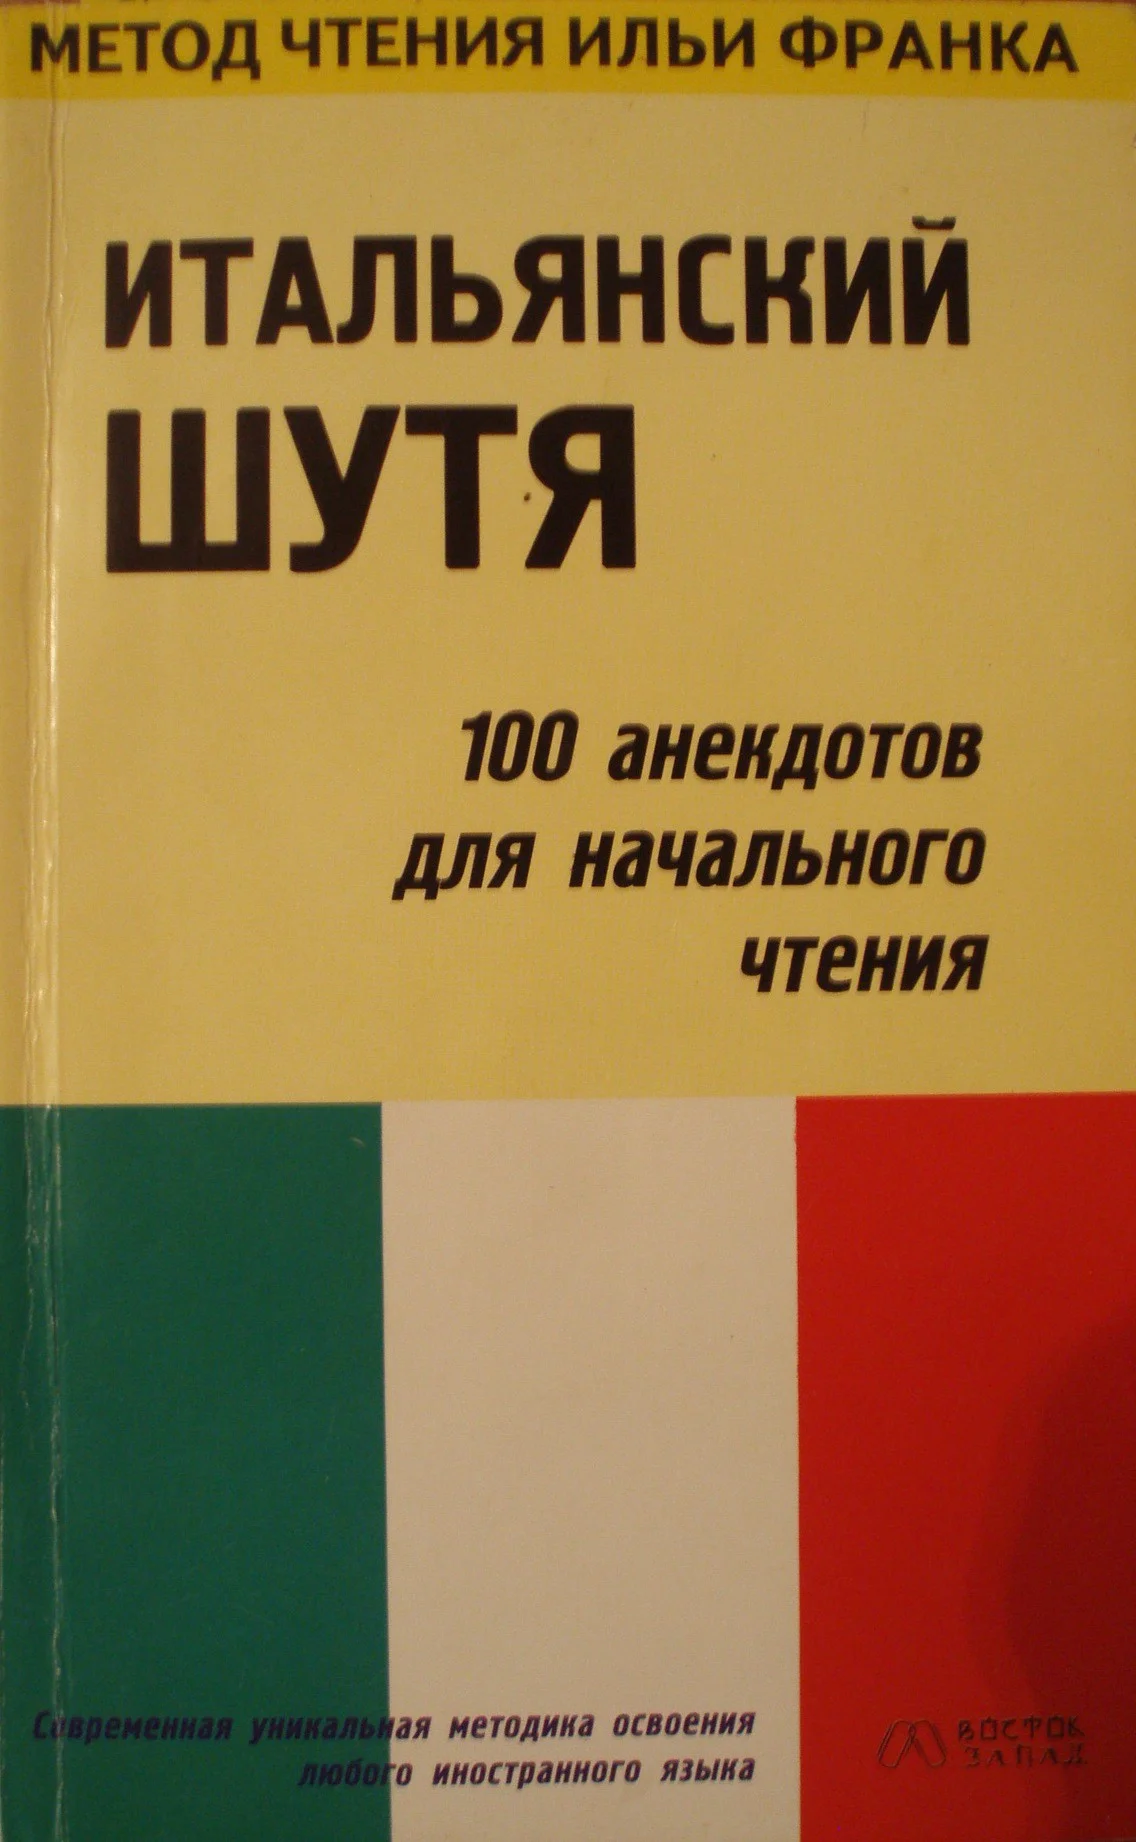 МЕТОД ЧТЕНИЯ ИЛЬИ ФРАНКА
ИТАЛЬЯНСКИЙ
ШУТЯ
100 анекдотов
для начального
чтения
Современная уникальная методика освоения
любого иностранного языка
ВОСТОК
ЗАПАД